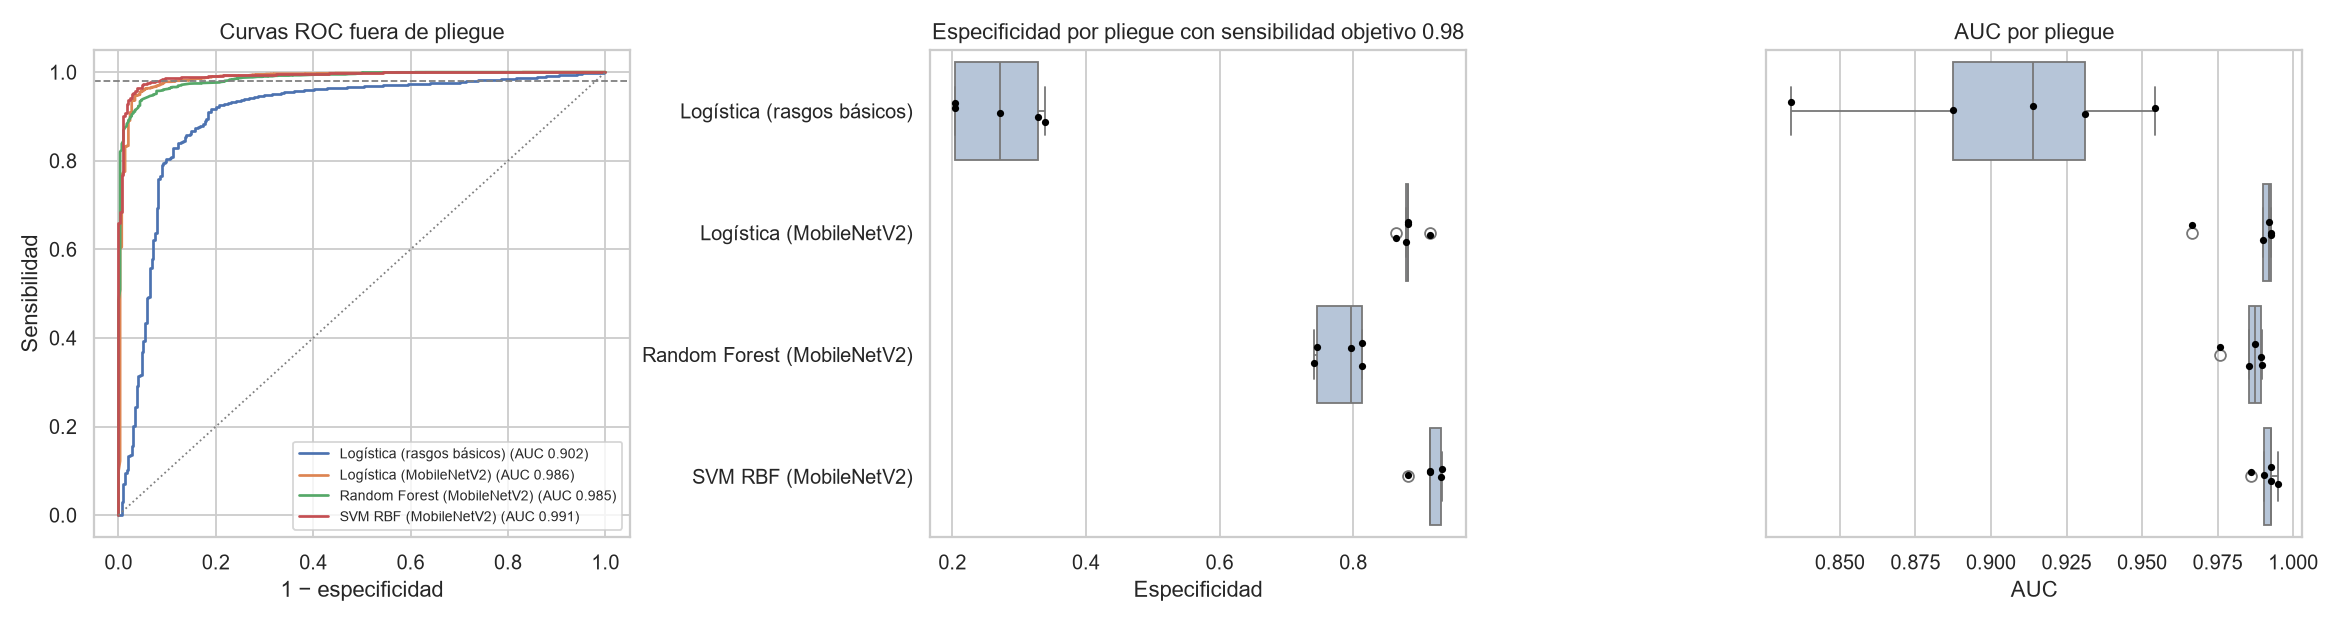 Curvas ROC fuera de pliegue
Sensibilidad
1.0
0.8
0.6
0.4
0.2
0.0
0.0 0.2 0.4 0.6 0.8 1.0
1 − especificidad
Logística (rasgos básicos) (AUC 0.902)
Logística (MobileNetV2) (AUC 0.986)
Random Forest (MobileNetV2) (AUC 0.985)
SVM RBF (MobileNetV2) (AUC 0.991)
Especificidad por pliegue con sensibilidad objetivo 0.98
Logística (rasgos básicos)
Logística (MobileNetV2)
Random Forest (MobileNetV2)
SVM RBF (MobileNetV2)
0.2 0.4 0.6 0.8
Especificidad
AUC por pliegue
0.850 0.875 0.900 0.925 0.950 0.975 1.000
AUC